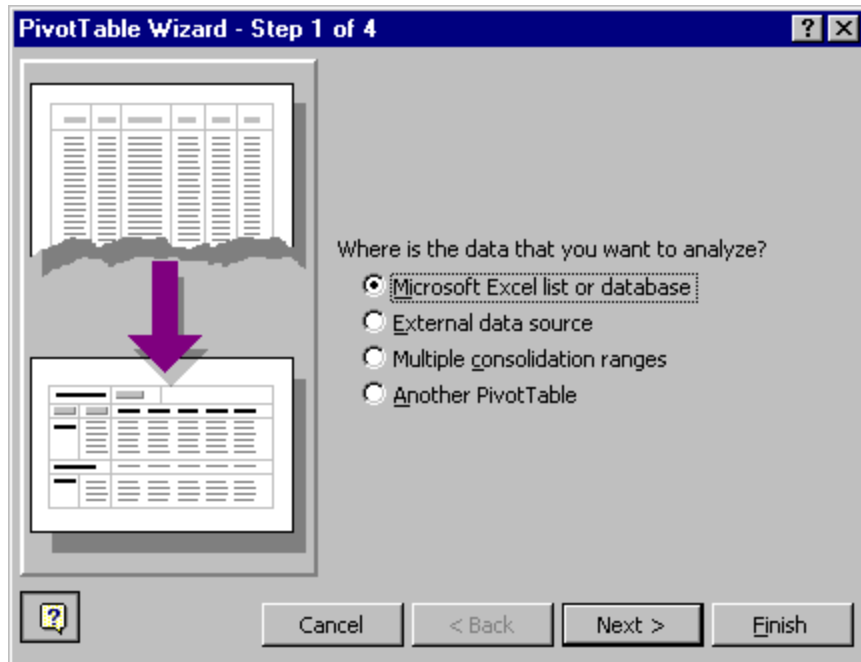 PivotTable Wizard - Step 1 of 4
Where is the data that you want to analyze?
Microsoft Excel list or database
External data source
Multiple consolidation ranges
Another PivotTable
Cancel
< Back
Next >
Finish